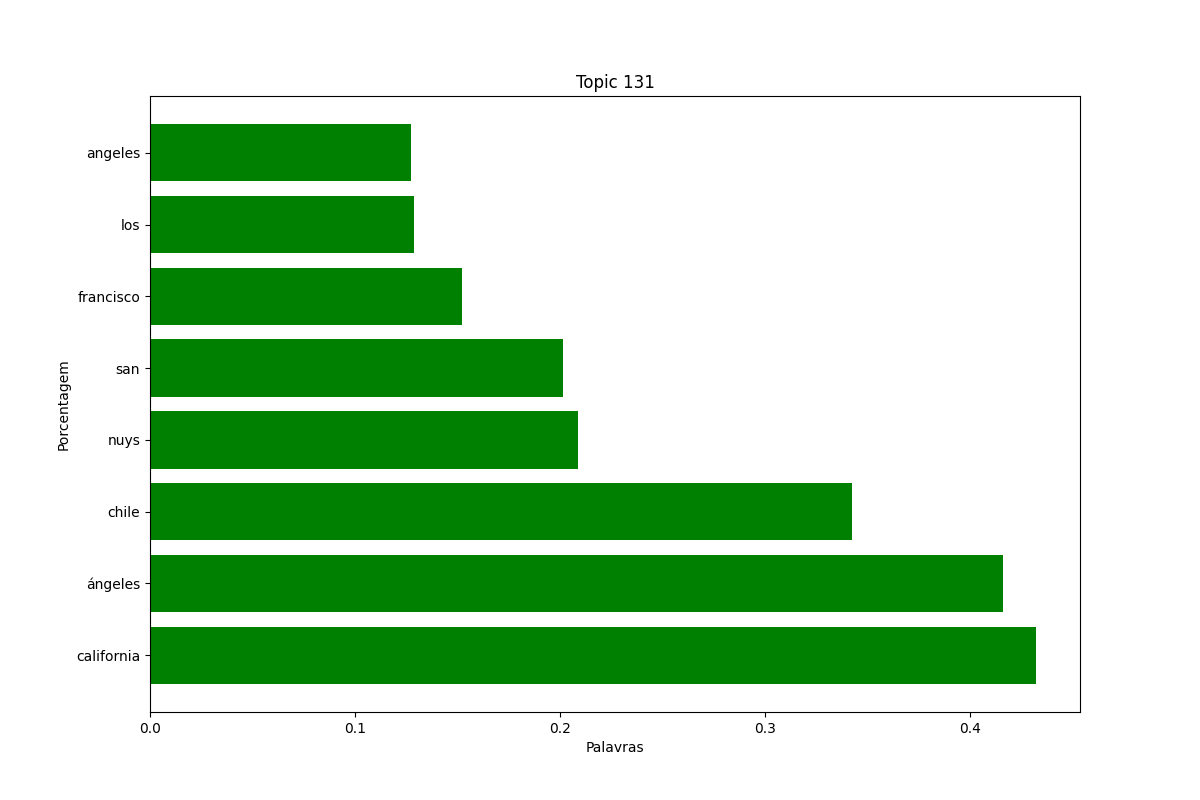 Topic 131
angeles
los
francisco
san
nuys
chile
ángeles
california
Porcentagem
0.0 0.1 0.2 0.3 0.4
Palavras